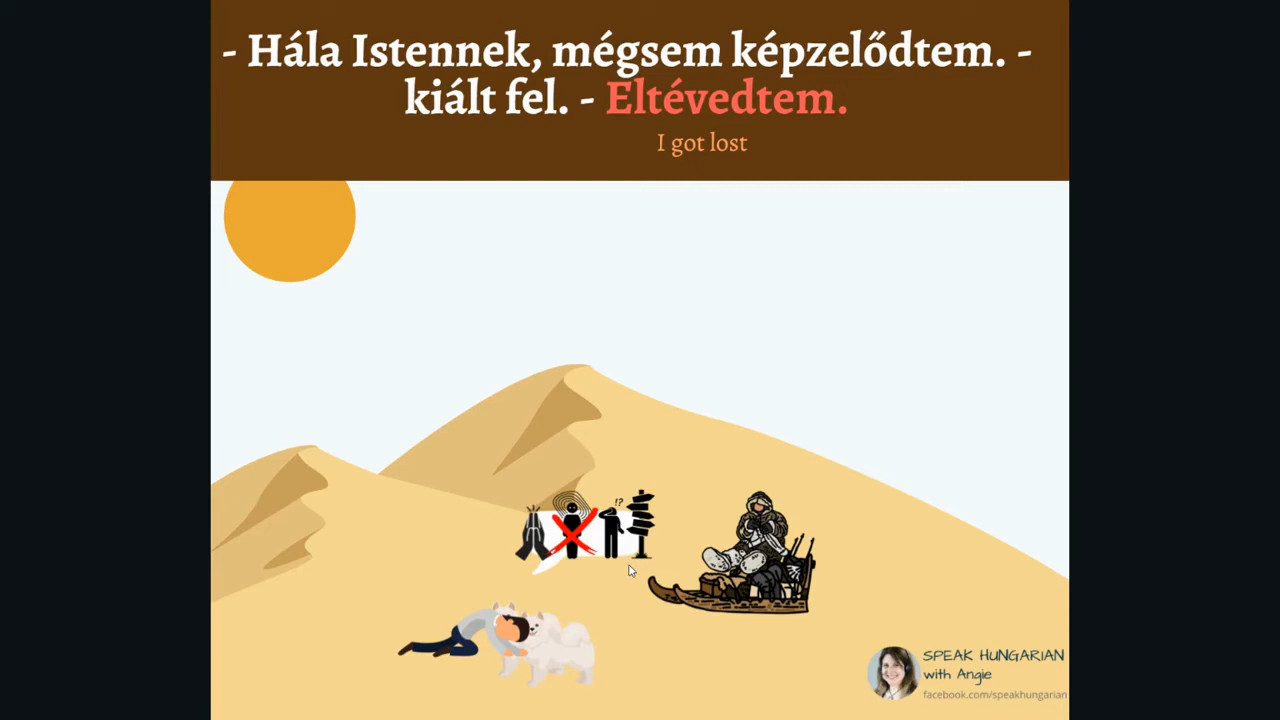 - Hála Istennek, mégsem képzelődtem. -
kiált fel. - Eltévedtem.
I got lost
!?
SPEAK HUNGARIAN
with Angie
facebook.com/speakhungarian